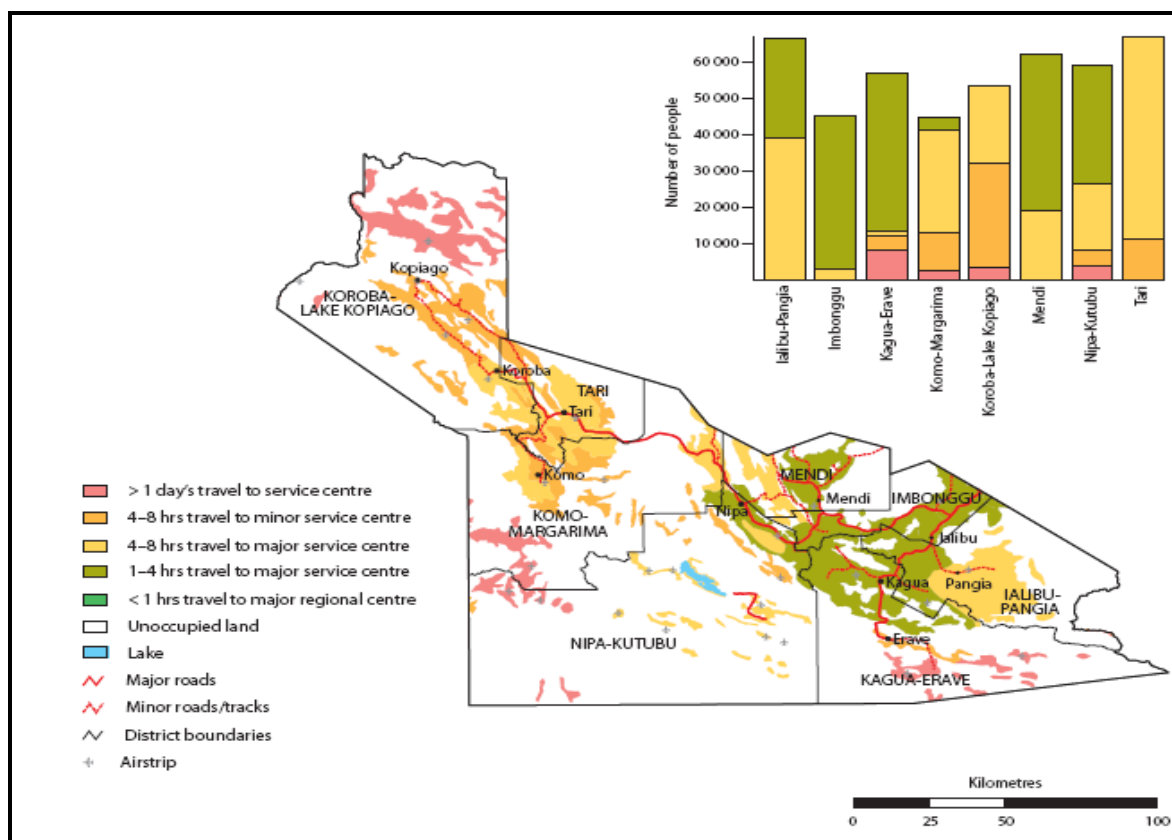 60 000
50 000
40 000
30 000
20 000
10 000
Number of people
Ialibu-Pangia
Imbonggu
Kagua-Erave
Komo-Margarima
Koroba-Lake Kopiago
Mendi
Nipa-Kutubu
Tari
Kopiago
KOROBA-
LAKE KOPIAGO
Koroba
TARI
Tari
Komo
KOMO-
MARGARIMA
MENDI
Mendi
IMBONGGU
Nipa
Ialibu
Kagua
Pangia
IALIBU-
PANGIA
NIPA-KUTUBU
Erave
KAGUA-ERAVE
> 1 day's travel to service centre
4–8 hrs travel to minor service centre
4–8 hrs travel to major service centre
1–4 hrs travel to major service centre
< 1 hrs travel to major regional centre
Unoccupied land
Lake
Major roads
Minor roads/tracks
District boundaries
Airstrip
Kilometres
0 25 50 100